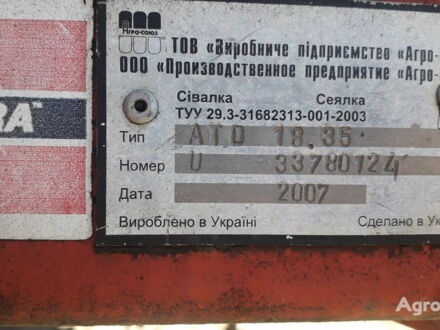 АГРО-СОЮЗ
ТОВ «Виробниче підприємство «Агро-
ООО «Производственное предприятие «Агро-
Сівалка Сеялка
ТУУ 29.3-31682313-001-2003
Тип ATD 18.35
Номер U 33780124
Дата 2007
Вироблено в Україні Сделано в Ук
RA
Agro